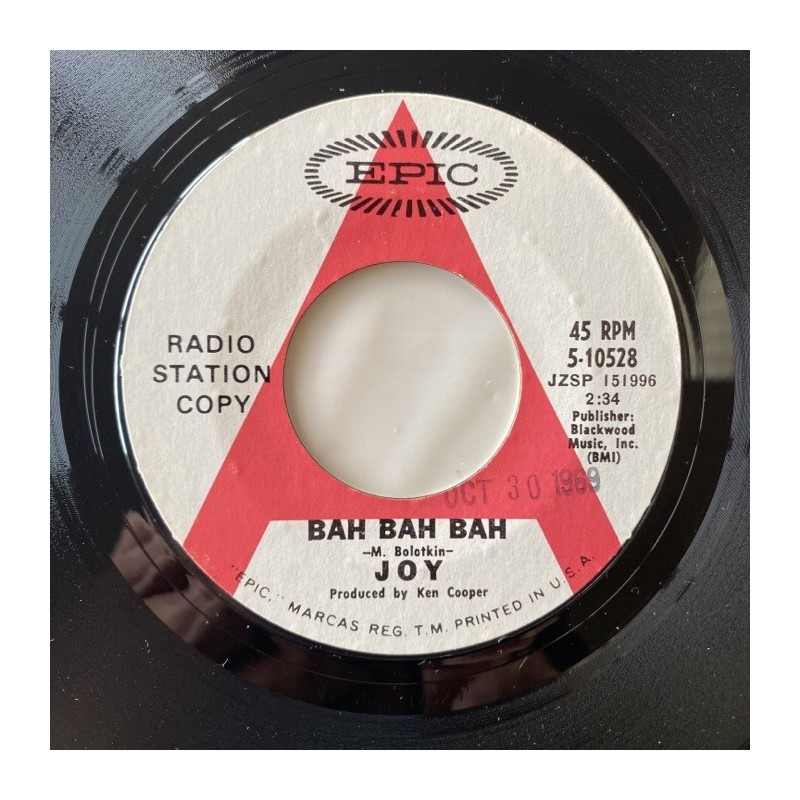 EPIC
RADIO
STATION
COPY
45 RPM
5-10528
JZSP 151996
2:34
Publisher:
Blackwood
Music, Inc.
(BMI)
OCT 30 1969
BAH BAH BAH
-M. Bolotkin-
JOY
Produced by Ken Cooper
"EPIC," MARCAS REG. T.M. PRINTED IN U.S.A.